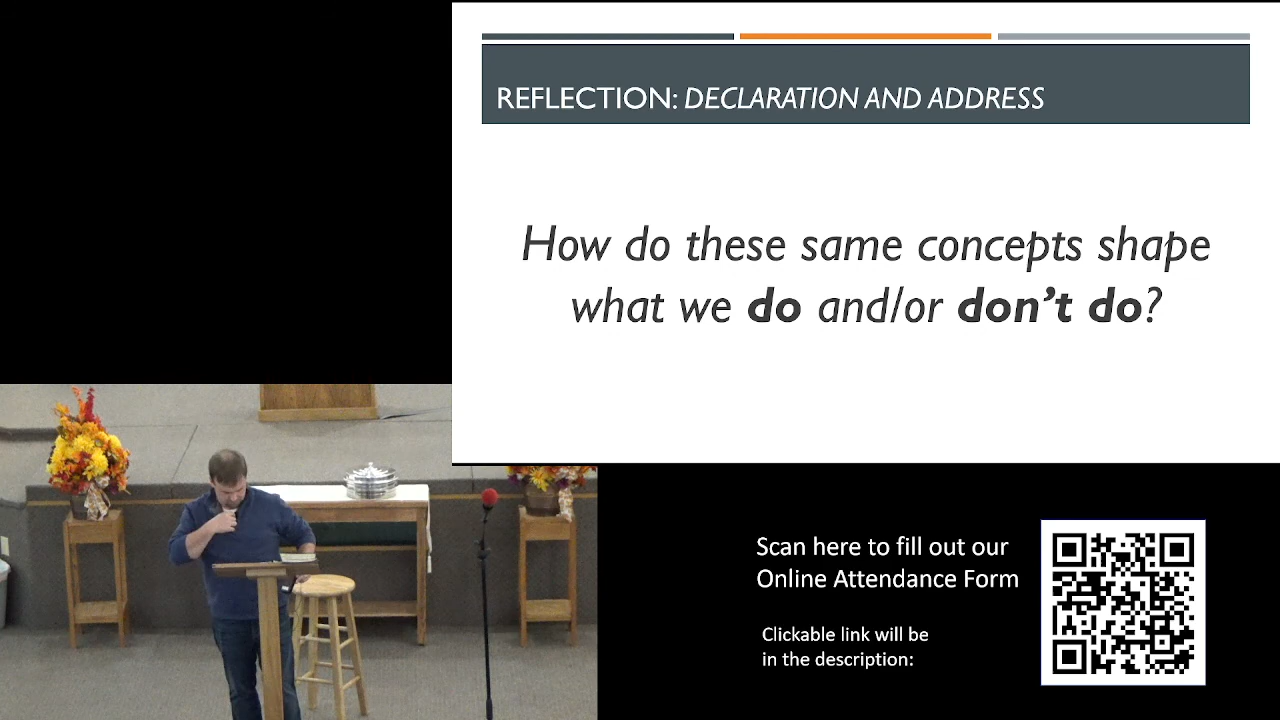 REFLECTION: DECLARATION AND ADDRESS
How do these same concepts shape
what we do and/or don't do?
Scan here to fill out our
Online Attendance Form
Clickable link will be
in the description: